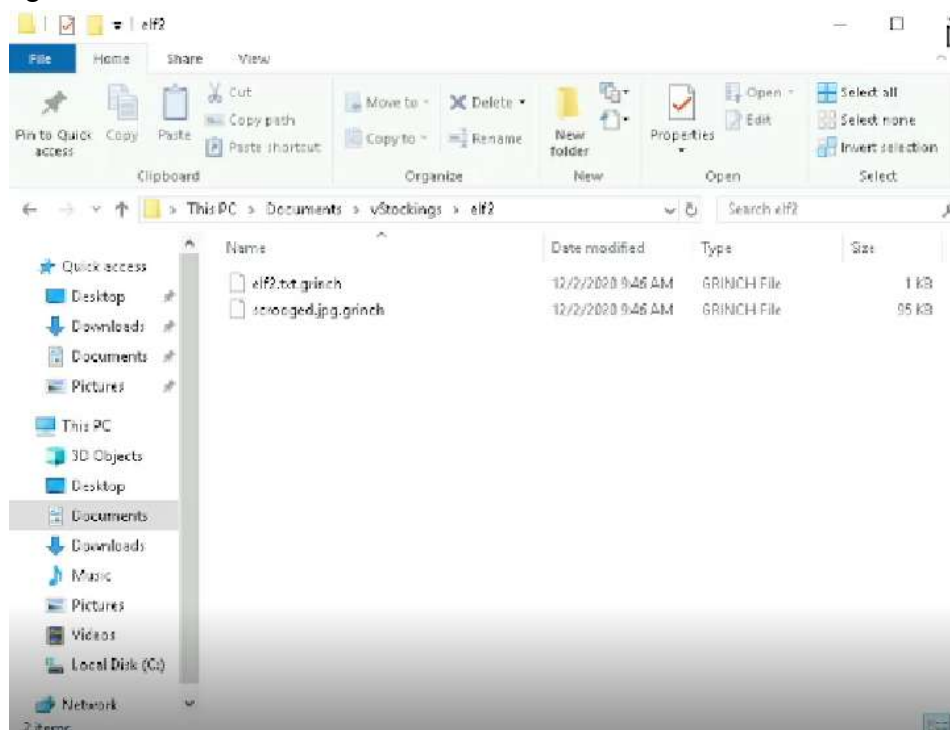 elf2
File Home Share View
Pin to Quick access
Copy
Paste
Cut
Copy path
Paste shortcut
Clipboard
Move to
Copy to
Delete
Rename
Organize
New folder
New
Properties
Open
Edit
Open
Select all
Select none
Invert selection
Select
This PC > Documents > vStockings > elf2
Search elf2
Name Date modified Type Size
elf2.txt.grinch 12/2/2020 9:46 AM GRINCH File 1 KB
scrooged.jpg.grinch 12/2/2020 9:46 AM GRINCH File 95 KB
Quick access
Desktop
Downloads
Documents
Pictures
This PC
3D Objects
Desktop
Documents
Downloads
Music
Pictures
Videos
Local Disk (C:)
Network
2 items